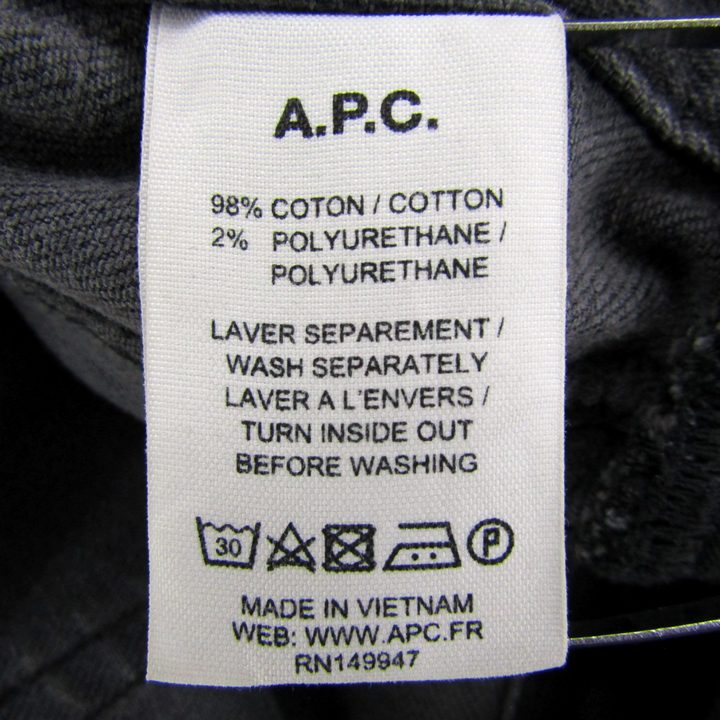 A.P.C.
98% COTON / COTTON
2% POLYURETHANE /
POLYURETHANE
LAVER SEPAREMENT /
WASH SEPARATELY
LAVER A L'ENVERS /
TURN INSIDE OUT
BEFORE WASHING
30 P
MADE IN VIETNAM
WEB: WWW.APC.FR
RN149947